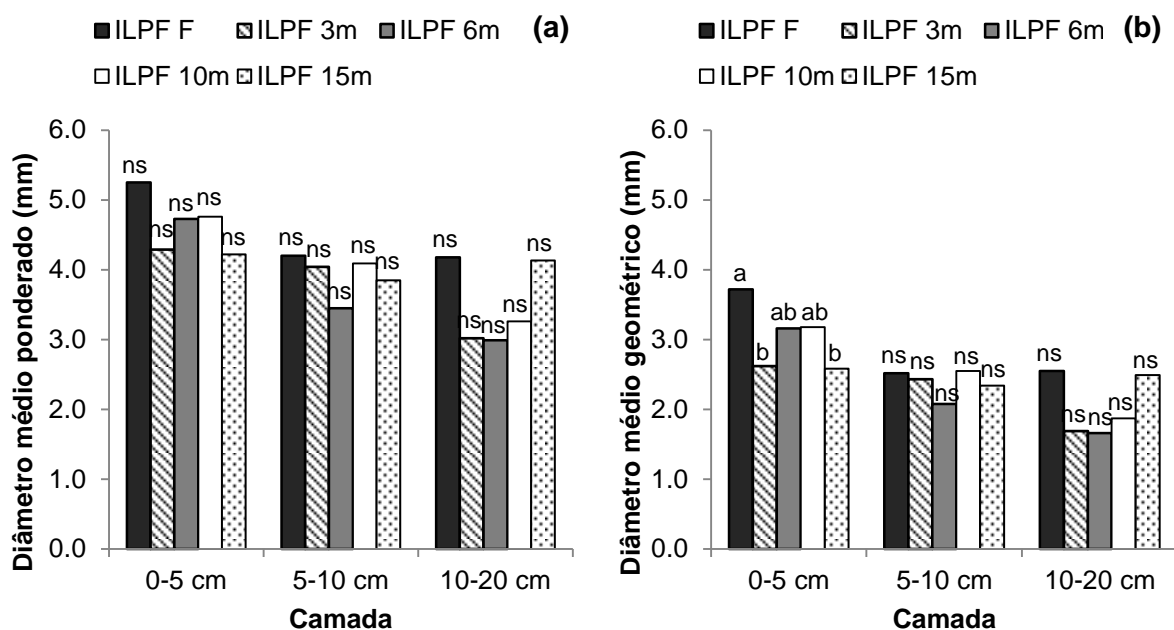 ILPF F ILPF 3m ILPF 6m (a)
ILPF 10m ILPF 15m
Diâmetro médio ponderado (mm)
6.0
5.0
4.0
3.0
2.0
1.0
0.0
ns ns ns ns ns
ns ns ns ns ns
ns ns ns ns ns
0-5 cm 5-10 cm 10-20 cm
Camada
ILPF F ILPF 3m ILPF 6m (b)
ILPF 10m ILPF 15m
Diâmetro médio geométrico (mm)
6.0
5.0
4.0
3.0
2.0
1.0
0.0
a b ab ab b
ns ns ns ns ns
ns ns ns ns ns
0-5 cm 5-10 cm 10-20 cm
Camada